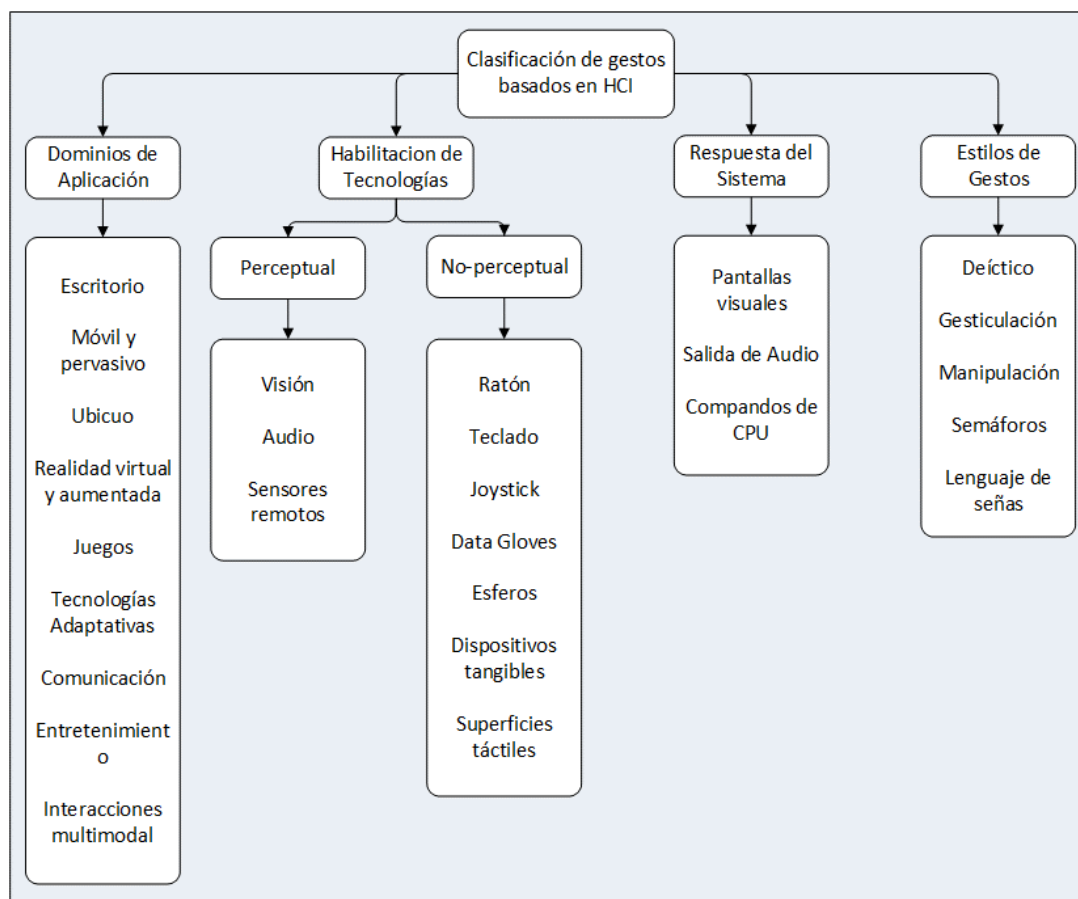 Clasificación de gestos
basados en HCI
Dominios de
Aplicación
Habilitacion de
Tecnologías
Respuesta del
Sistema
Estilos de
Gestos
Perceptual
No-perceptual
Escritorio
Móvil y
pervasivo
Ubicuo
Realidad virtual
y aumentada
Juegos
Tecnologías
Adaptativas
Comunicación
Entretenimient
o
Interacciones
multimodal
Visión
Audio
Sensores
remotos
Ratón
Teclado
Joystick
Data Gloves
Esferos
Dispositivos
tangibles
Superficies
táctiles
Pantallas
visuales
Salida de Audio
Compandos de
CPU
Deíctico
Gesticulación
Manipulación
Semáforos
Lenguaje de
señas